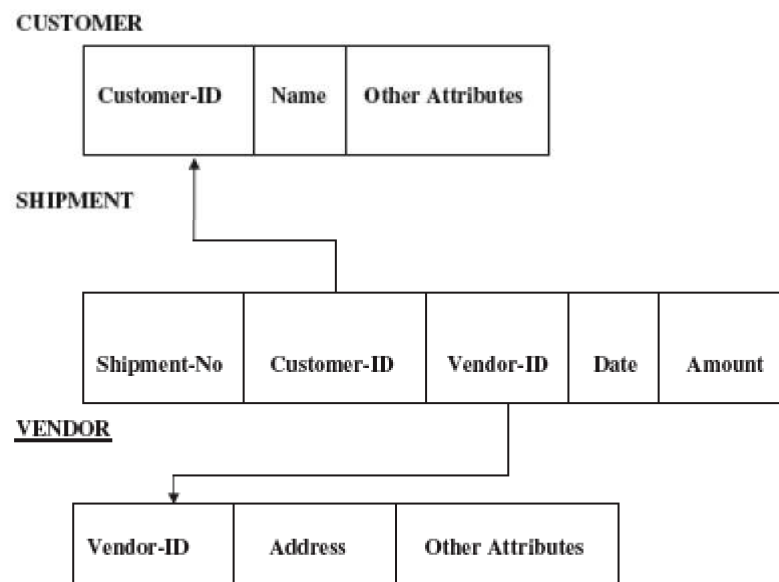 CUSTOMER
Customer-ID Name Other Attributes
SHIPMENT
Shipment-No Customer-ID Vendor-ID Date Amount
VENDOR
Vendor-ID Address Other Attributes